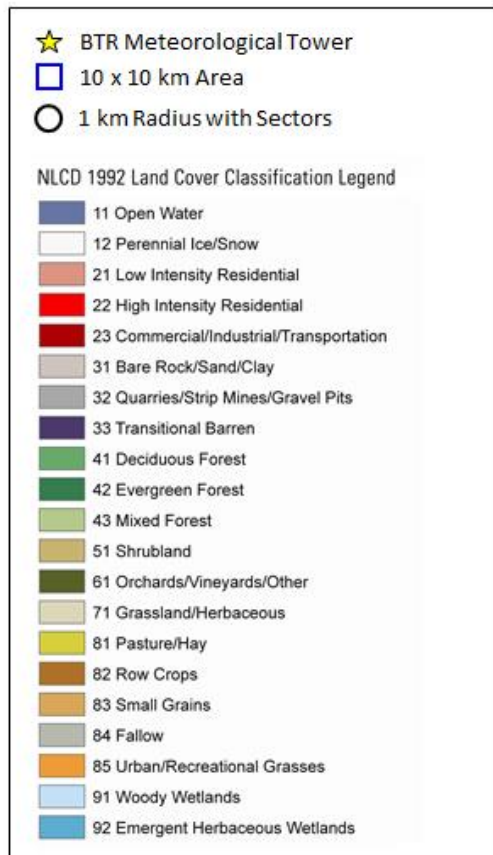 BTR Meteorological Tower
10 x 10 km Area
1 km Radius with Sectors
NLCD 1992 Land Cover Classification Legend
11 Open Water
12 Perennial Ice/Snow
21 Low Intensity Residential
22 High Intensity Residential
23 Commercial/Industrial/Transportation
31 Bare Rock/Sand/Clay
32 Quarries/Strip Mines/Gravel Pits
33 Transitional Barren
41 Deciduous Forest
42 Evergreen Forest
43 Mixed Forest
51 Shrubland
61 Orchards/Vineyards/Other
71 Grassland/Herbaceous
81 Pasture/Hay
82 Row Crops
83 Small Grains
84 Fallow
85 Urban/Recreational Grasses
91 Woody Wetlands
92 Emergent Herbaceous Wetlands